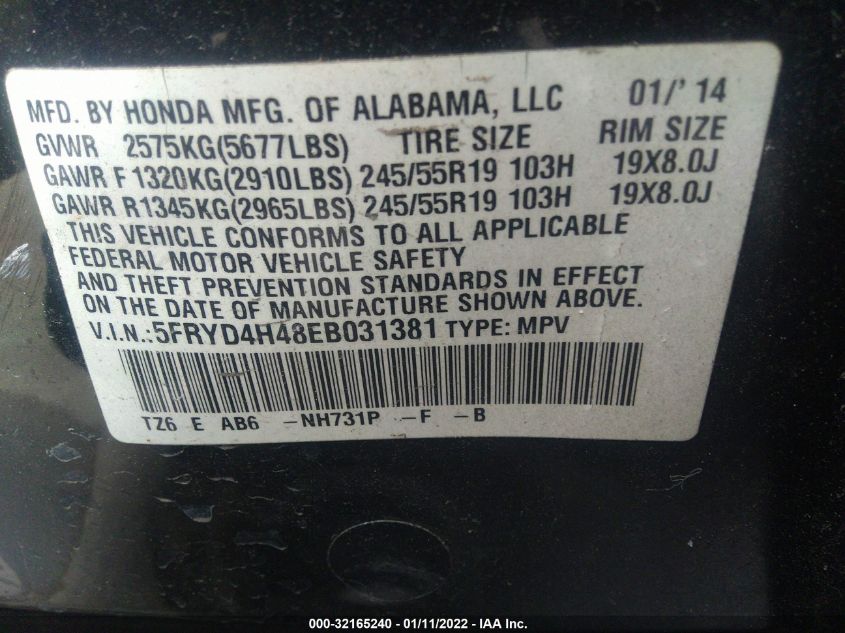 MFD. BY HONDA MFG. OF ALABAMA, LLC 01/' 14
GVWR 2575KG(5677LBS) TIRE SIZE RIM SIZE
GAWR F 1320KG(2910LBS) 245/55R19 103H 19X8.0J
GAWR R1345KG(2965LBS) 245/55R19 103H 19X8.0J
THIS VEHICLE CONFORMS TO ALL APPLICABLE
FEDERAL MOTOR VEHICLE SAFETY
AND THEFT PREVENTION STANDARDS IN EFFECT
ON THE DATE OF MANUFACTURE SHOWN ABOVE.
V.I.N.:5FRYD4H48EB031381 TYPE: MPV
TZ6 E AB6 -NH731P -F -B
000-32165240 - 01/11/2022 - IAA Inc.